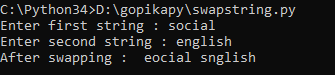 C:\Python34>D:\gopikapy\swapstring.py
Enter first string : social
Enter second string : english
After swapping :  eocial snglish